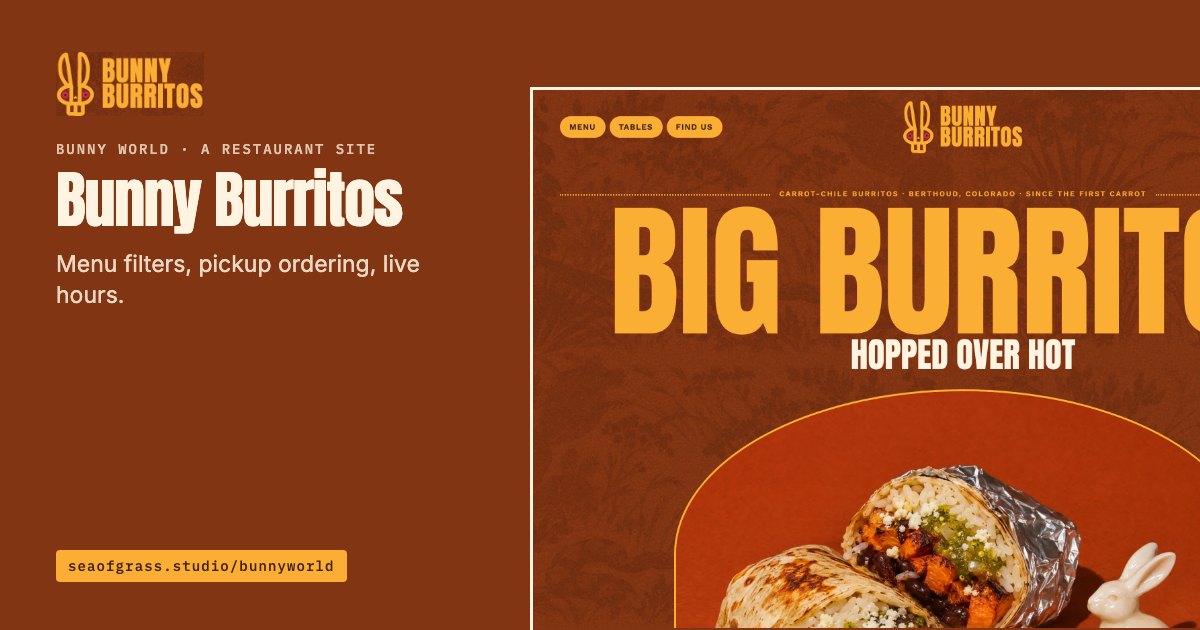 BUNNY
BURRITOS
BUNNY WORLD · A RESTAURANT SITE
Bunny Burritos
Menu filters, pickup ordering, live
hours.
seaofgrass.studio/bunnyworld
MENU TABLES FIND US
BUNNY
BURRITOS
CARROT-CHILE BURRITOS · BERTHOUD, COLORADO · SINCE THE FIRST CARROT
BIG BURRITO
HOPPED OVER HOT